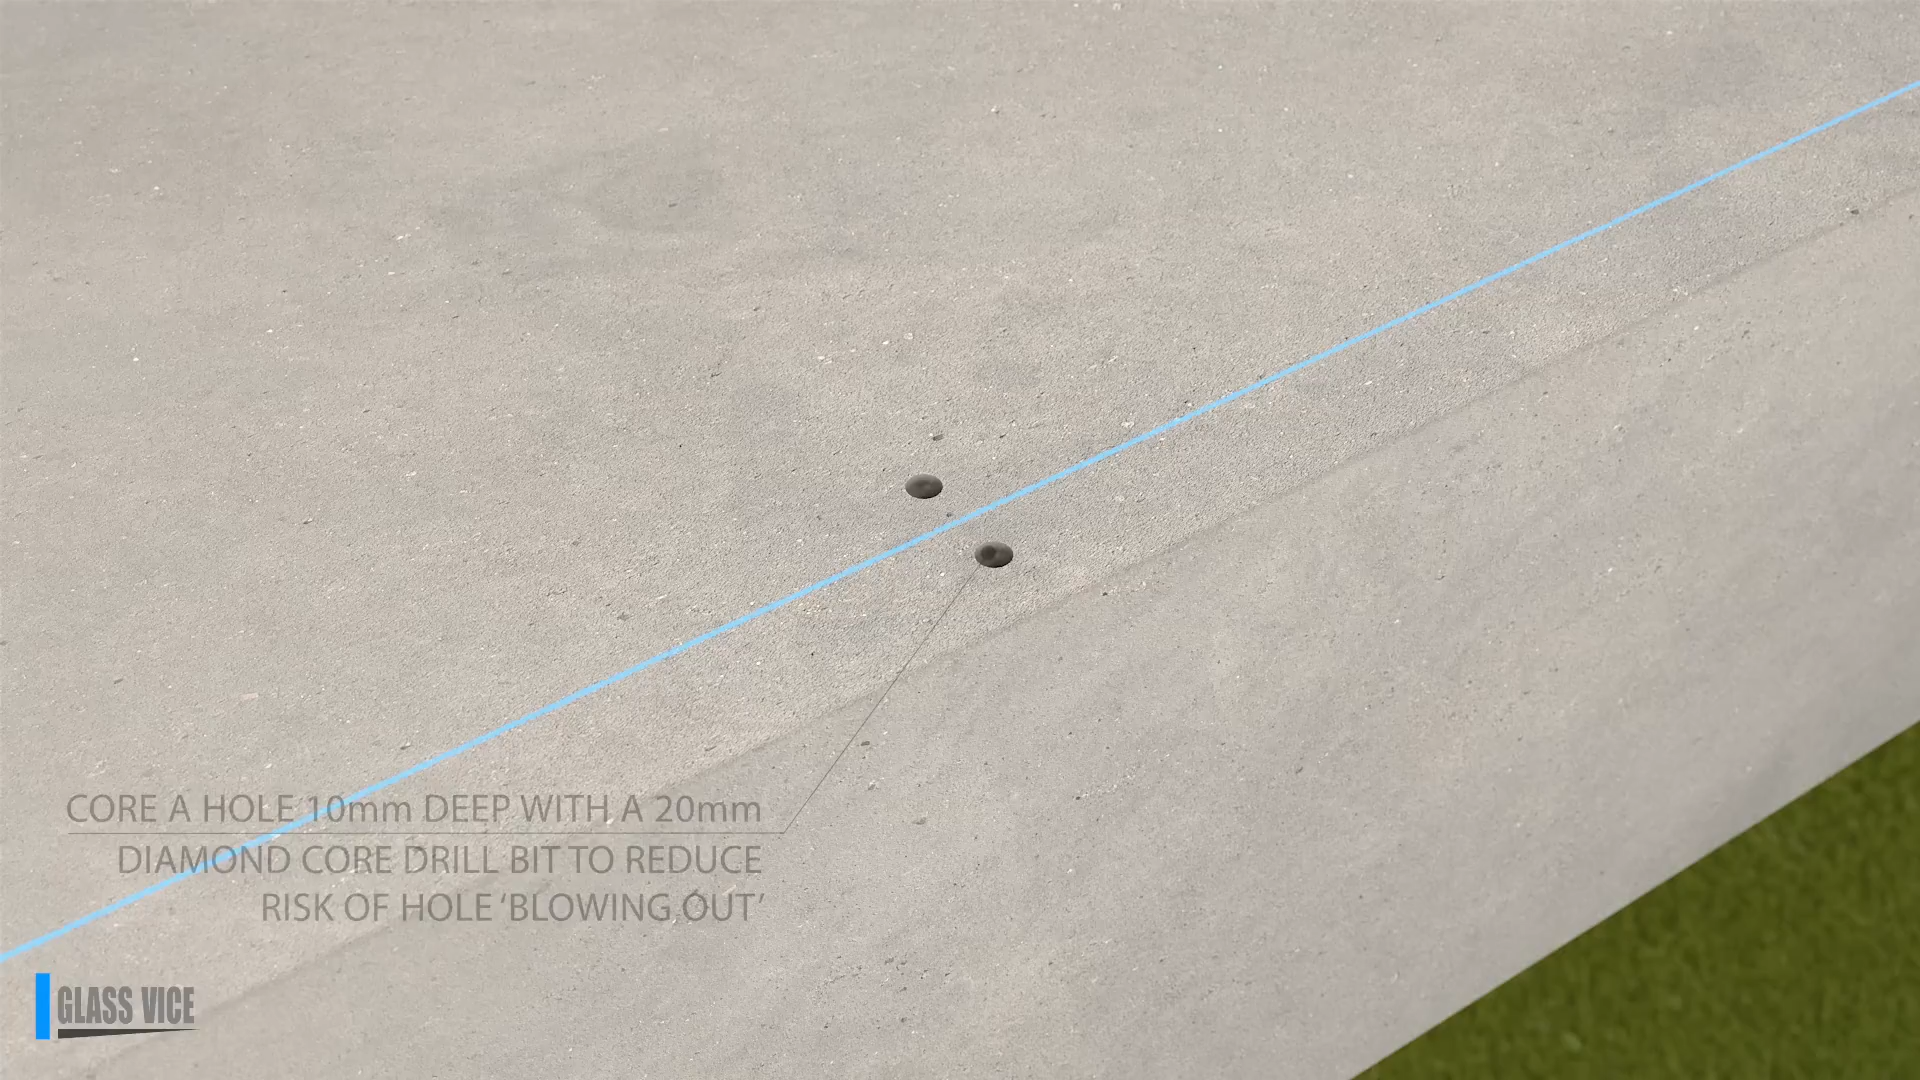 CORE A HOLE 10mm DEEP WITH A 20mm
DIAMOND CORE DRILL BIT TO REDUCE
RISK OF HOLE ‘BLOWING OUT’
GLASS VICE